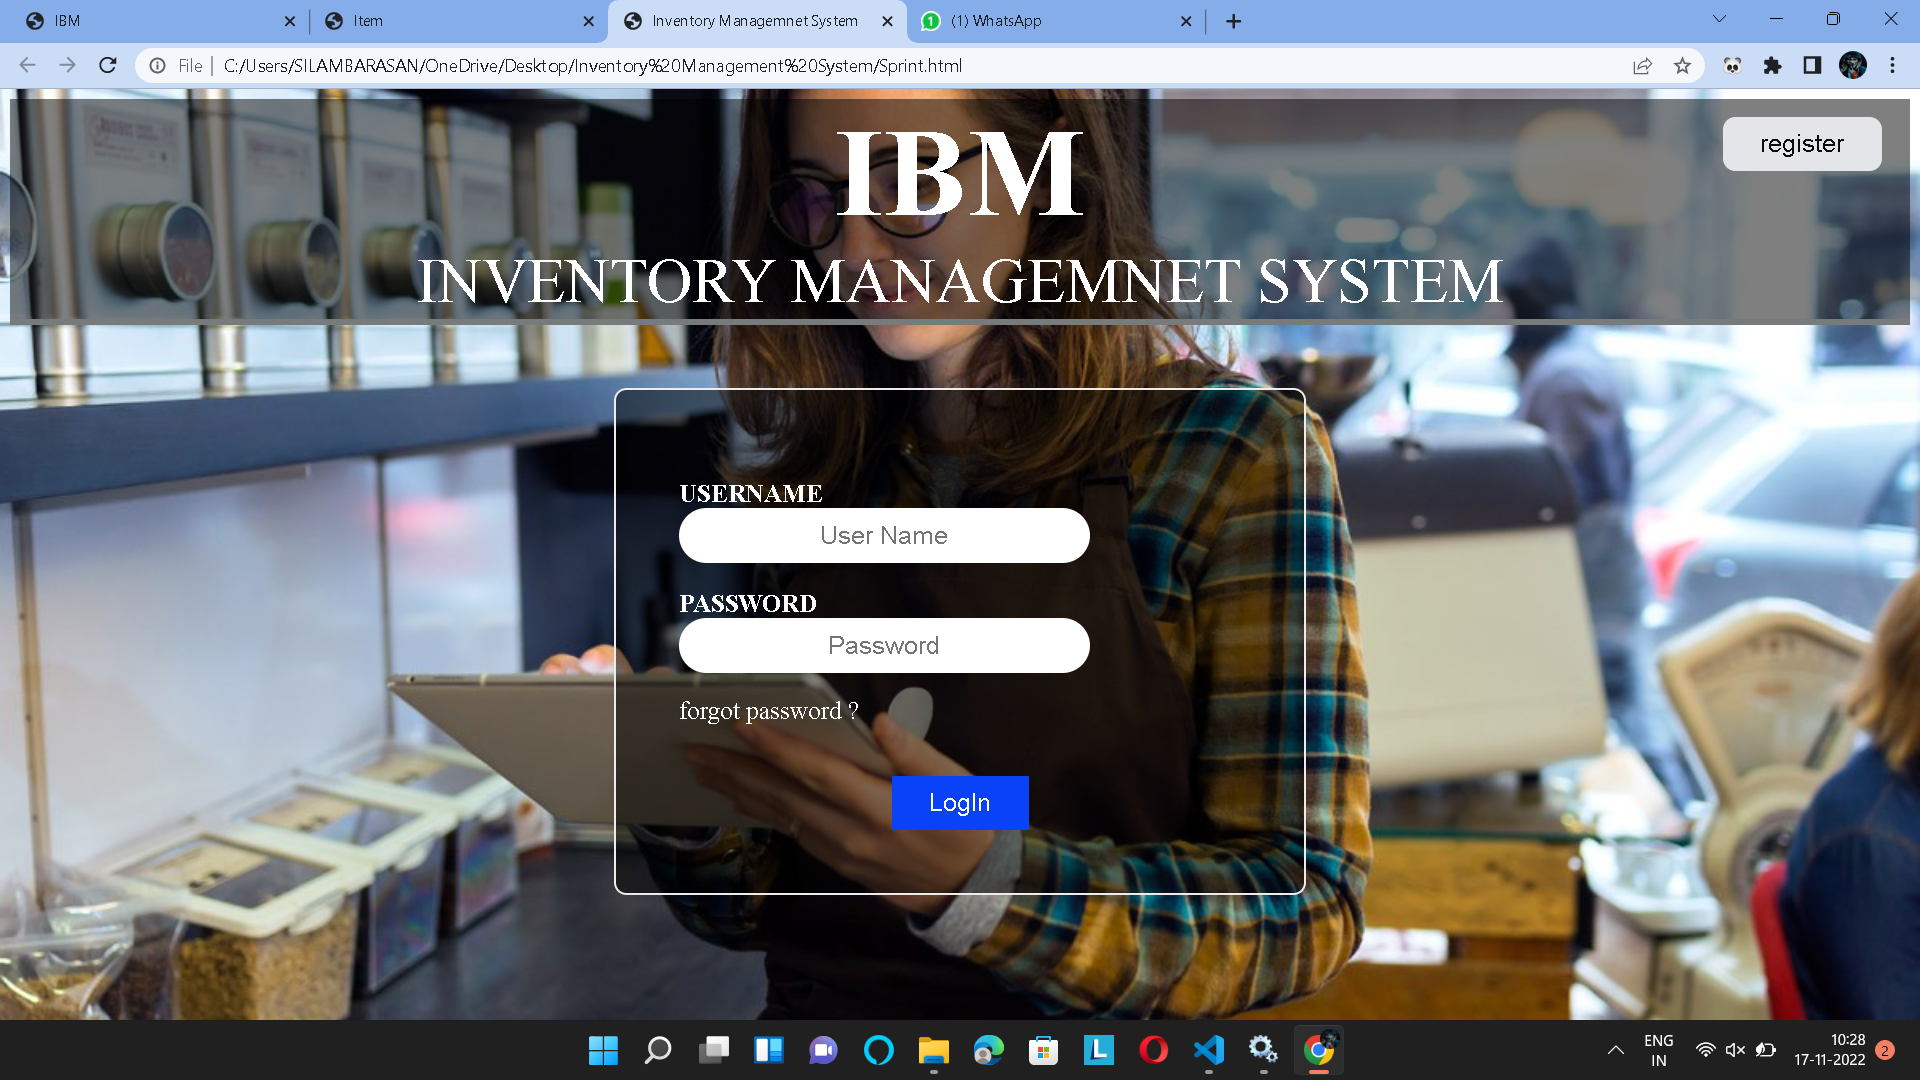 IBM
Item
Inventory Managemnet System
(1) WhatsApp
File
C:/Users/SILAMBARASAN/OneDrive/Desktop/Inventory%20Management%20System/Sprint.html
register
IBM
INVENTORY MANAGEMNET SYSTEM
USERNAME
User Name
PASSWORD
Password
forgot password ?
LogIn
ENG
IN
10:28
17-11-2022
2